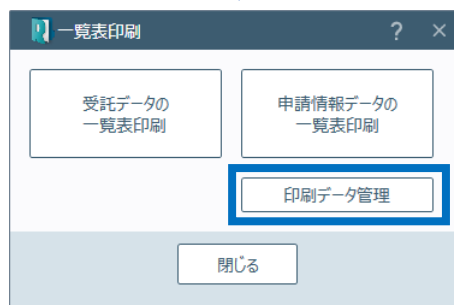 一覧表印刷 ? ×
受託データの 申請情報データの
一覧表印刷 一覧表印刷
印刷データ管理
閉じる